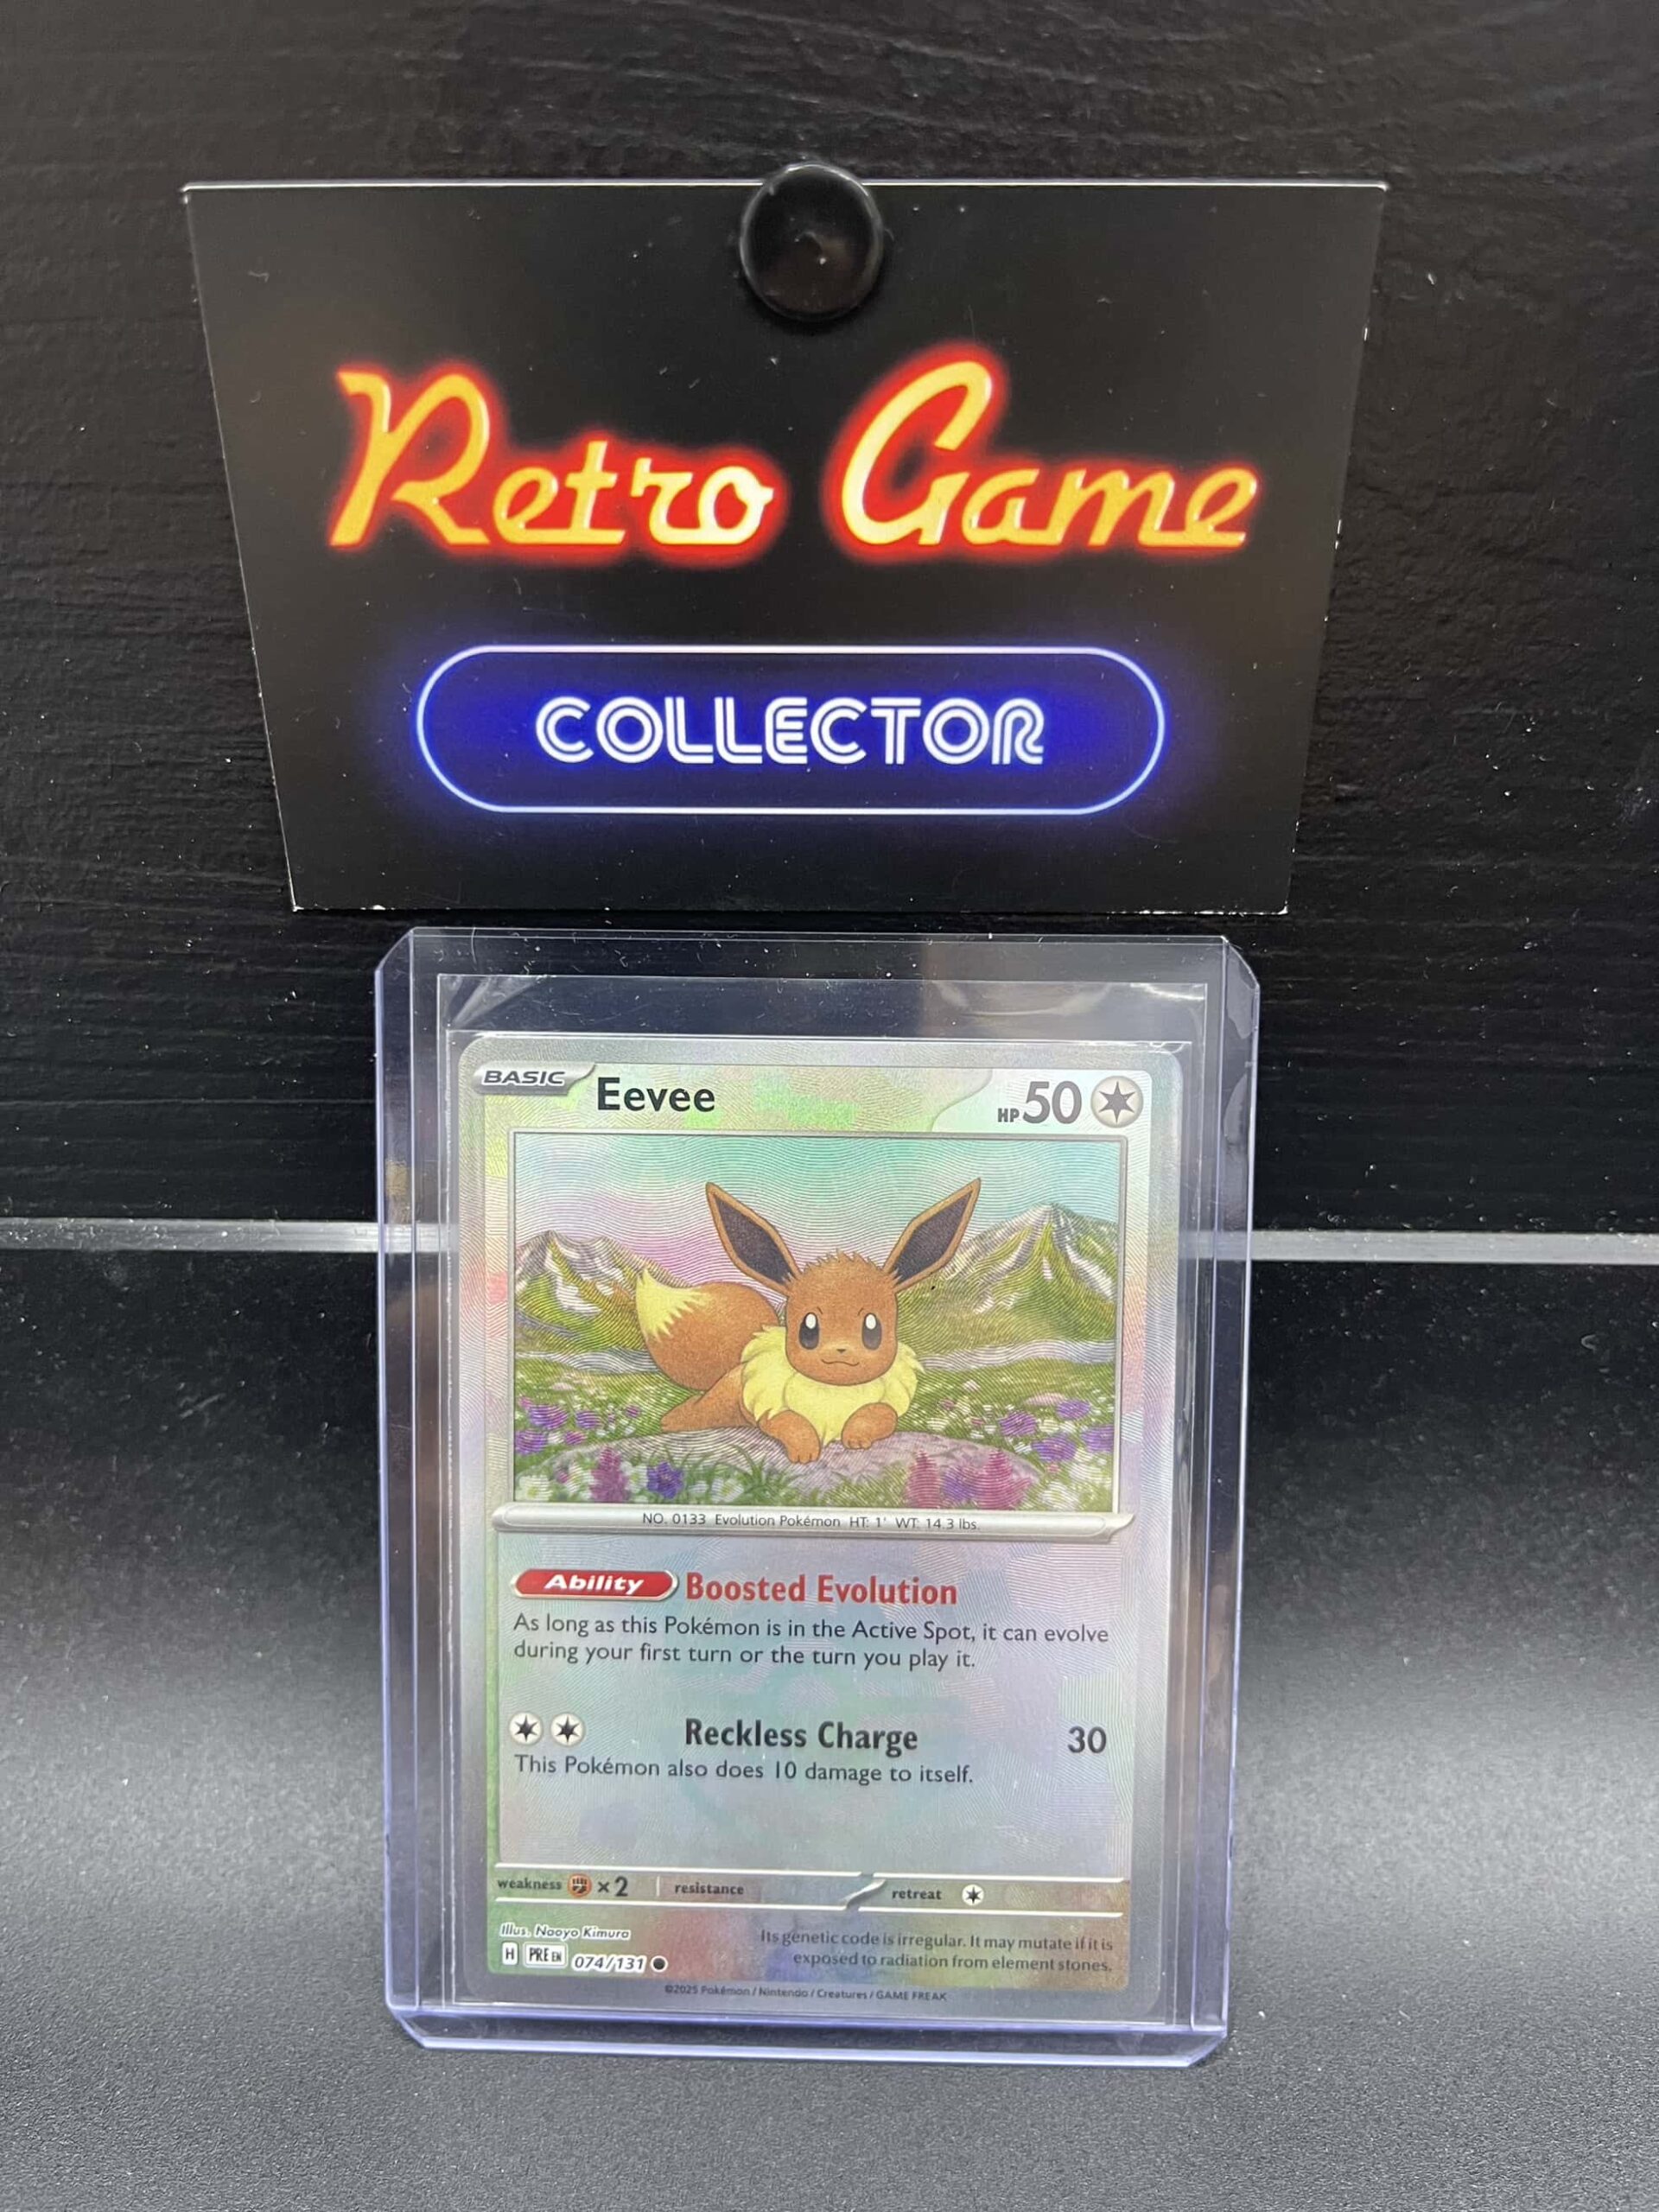 Retro Game
COLLECTOR
BASIC Eevee HP 50
NO. 0133 Evolution Pokémon HT: 1' WT: 14.3 lbs.
Ability Boosted Evolution
As long as this Pokémon is in the Active Spot, it can evolve
during your first turn or the turn you play it.
Reckless Charge 30
This Pokémon also does 10 damage to itself.
weakness ×2 resistance retreat
Illus. Naoyo Kimura
Its genetic code is irregular. It may mutate if it is
H PRE EN 074/131
exposed to radiation from element stones.
©2025 Pokémon / Nintendo / Creatures / GAME FREAK